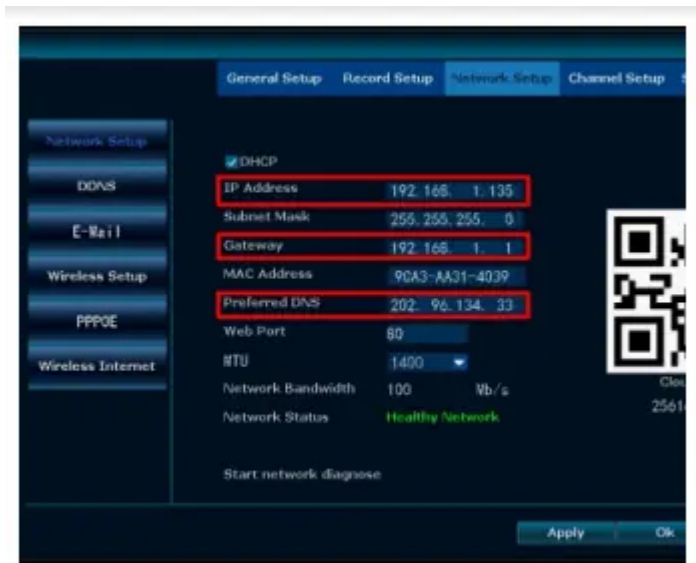 General Setup Record Setup Network Setup Channel Setup
Network Setup
DDNS
E-Mail
Wireless Setup
PPPOE
Wireless Internet
DHCP
IP Address 192.168. 1.135
Subnet Mask 255.255.255. 0
Gateway 192.168. 1. 1
MAC Address 9CA3-AA31-4039
Preferred DNS 202. 96.134. 33
Web Port 80
MTU 1400
Network Bandwidth 100 Mb/s
Network Status Healthy Network
Start network diagnose
Clou
2561
Apply Ok